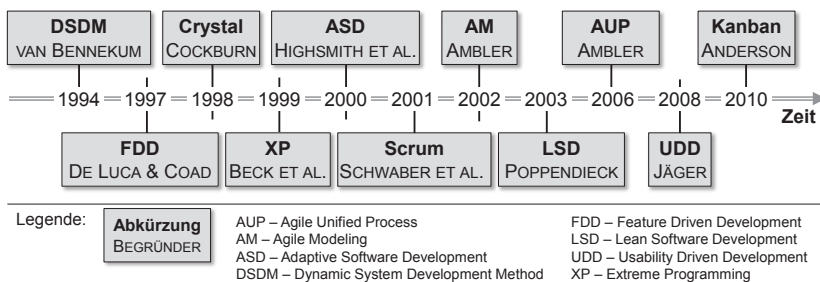 DSDM
VAN BENNEKUM
Crystal
COCKBURN
ASD
HIGHSMITH ET AL.
AM
AMBLER
AUP
AMBLER
Kanban
ANDERSON
1994 1997 1998 1999 2000 2001 2002 2003 2006 2008 2010
Zeit
FDD
DE LUCA & COAD
XP
BECK ET AL.
Scrum
SCHWABER ET AL.
LSD
POPPENDIECK
UDD
JÄGER
Legende:
Abkürzung
BEGRÜNDER
AUP – Agile Unified Process
AM – Agile Modeling
ASD – Adaptive Software Development
DSDM – Dynamic System Development Method
FDD – Feature Driven Development
LSD – Lean Software Development
UDD – Usability Driven Development
XP – Extreme Programming